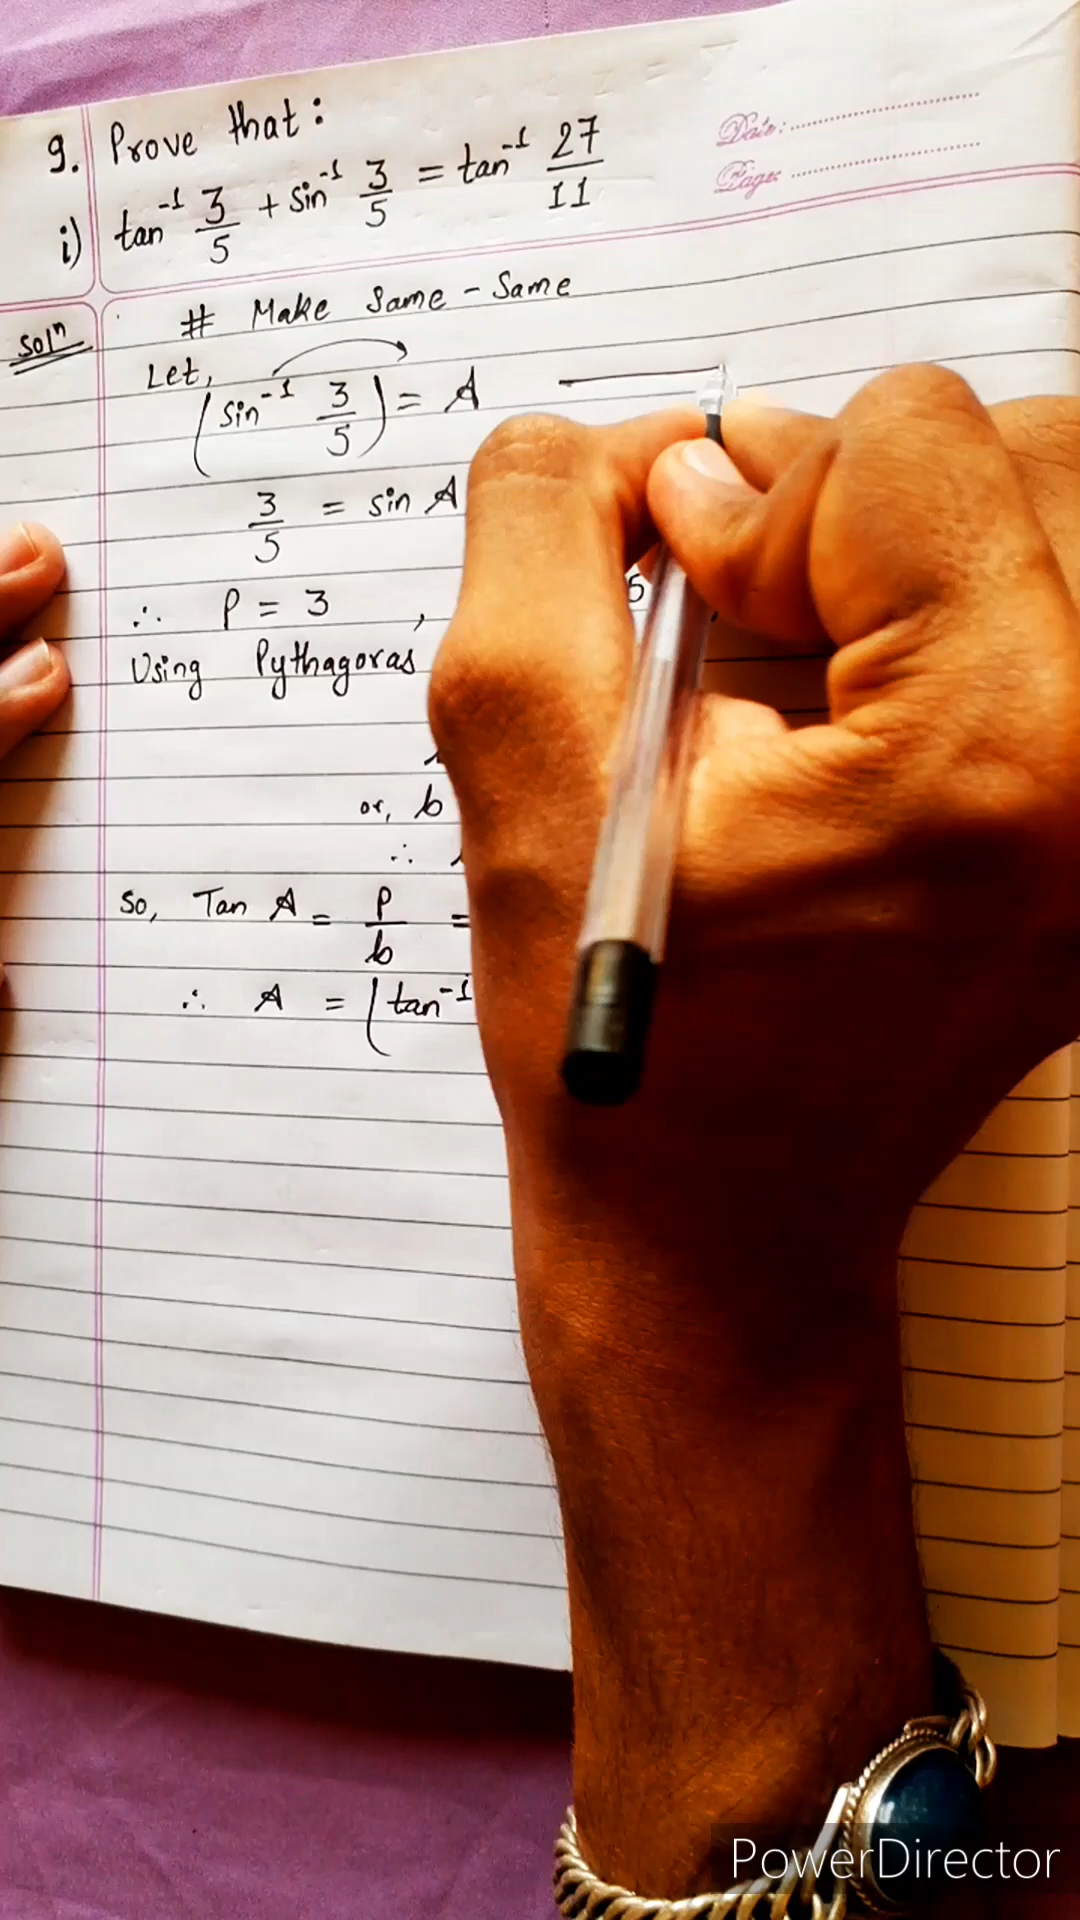 9. Prove that:
Date:
Page:
i) tan⁻¹ 3/5 + sin⁻¹ 3/5 = tan⁻¹ 27/11
Solⁿ
# Make Same - Same
Let,
(sin⁻¹ 3/5) = A
3/5 = sin A
∴ P = 3 , 5
Using Pythagoras
or, b
∴
So, Tan A = P/b =
∴ A = (tan⁻¹
PowerDirector